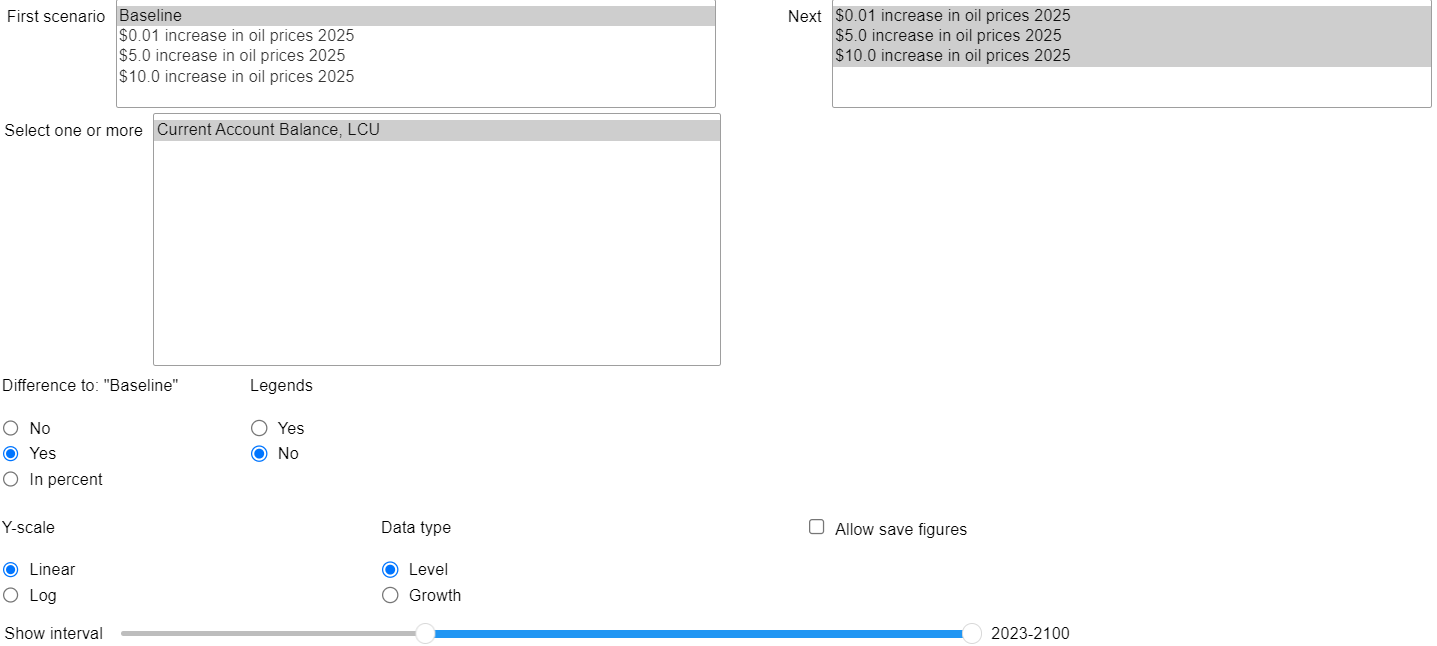 First scenario
Baseline
$0.01 increase in oil prices 2025
$5.0 increase in oil prices 2025
$10.0 increase in oil prices 2025
Next
$0.01 increase in oil prices 2025
$5.0 increase in oil prices 2025
$10.0 increase in oil prices 2025
Select one or more
Current Account Balance, LCU
Difference to: "Baseline"
No
Yes
In percent
Legends
Yes
No
Y-scale
Linear
Log
Data type
Level
Growth
Allow save figures
Show interval
2023-2100